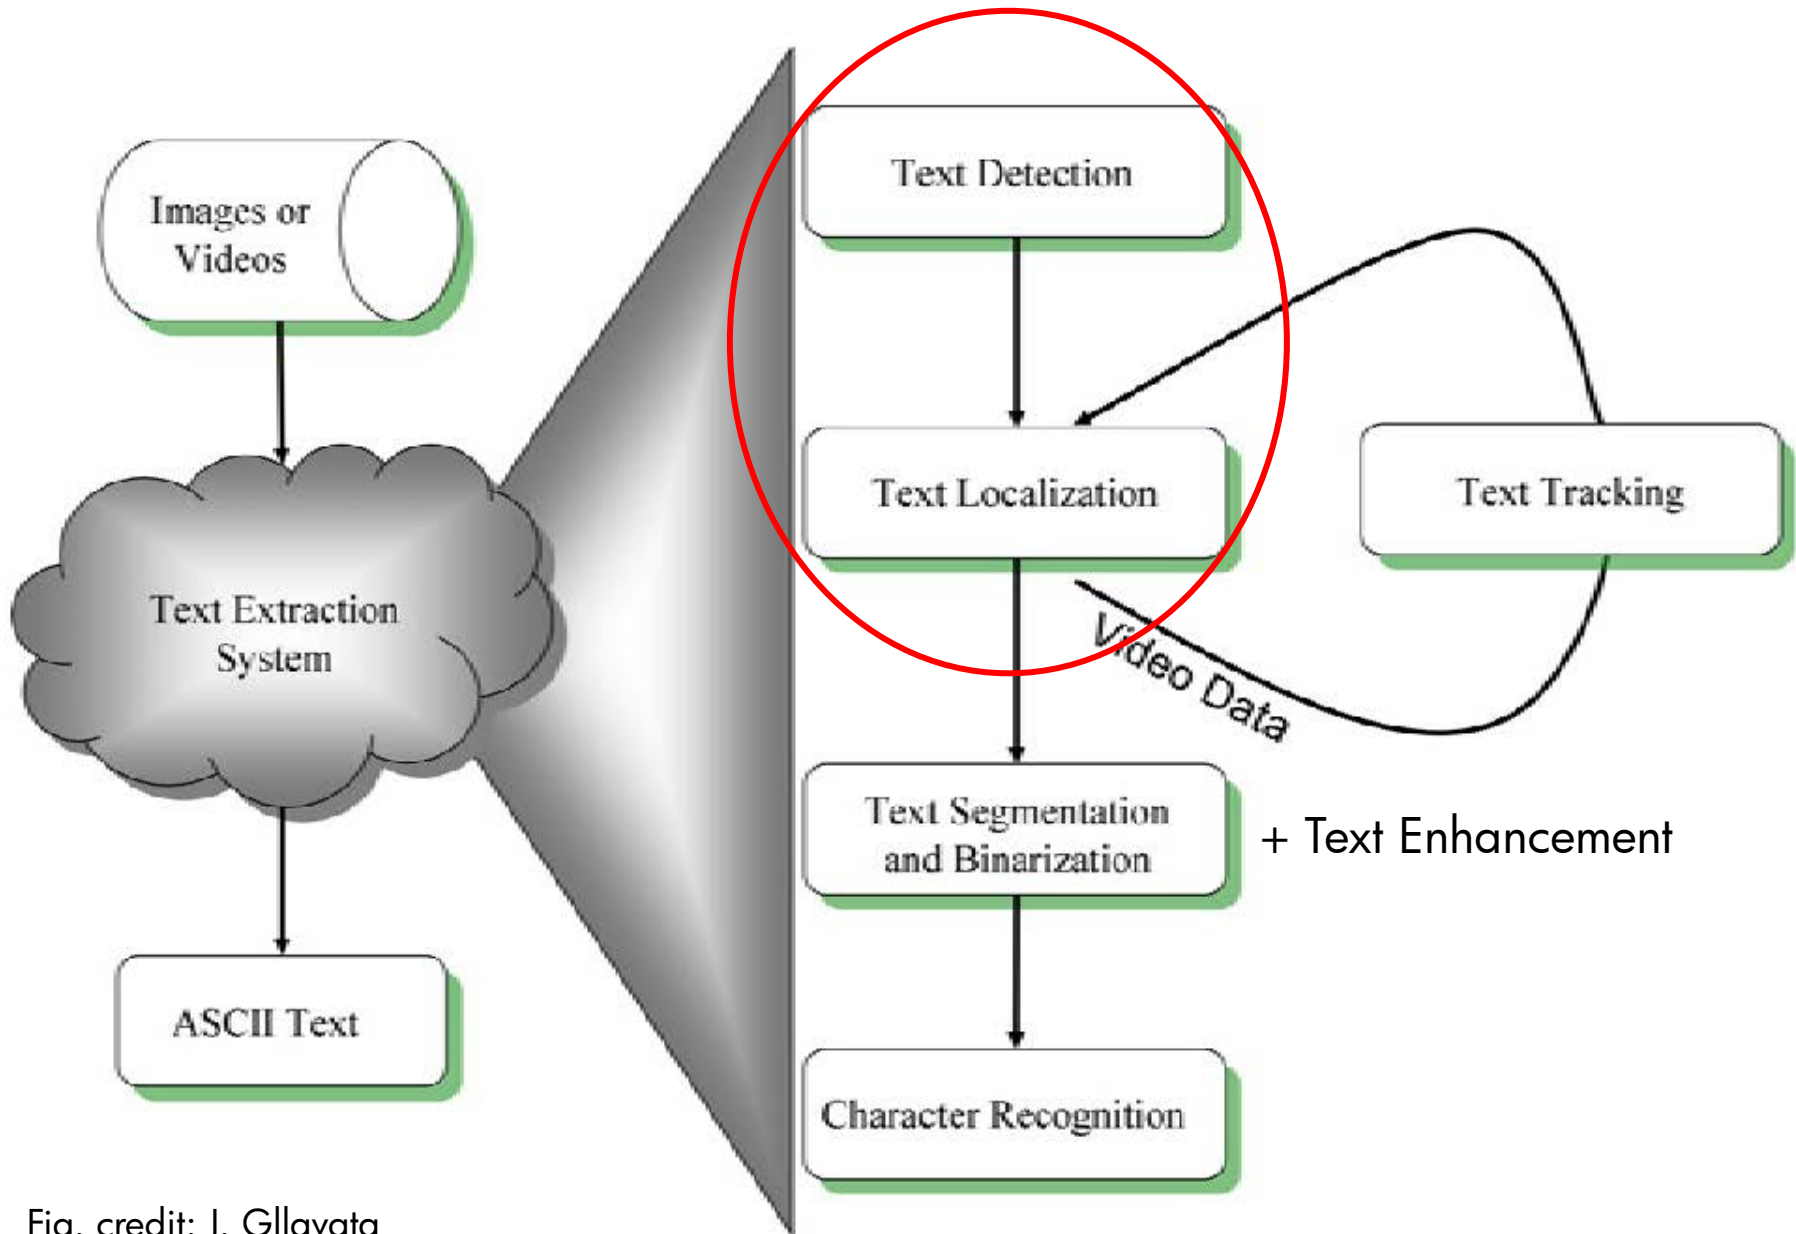 Images or
Videos
Text Extraction
System
ASCII Text
Text Detection
Text Localization
Text Tracking
Video Data
Text Segmentation
and Binarization
+ Text Enhancement
Character Recognition
Fig. credit: J. Gllavata